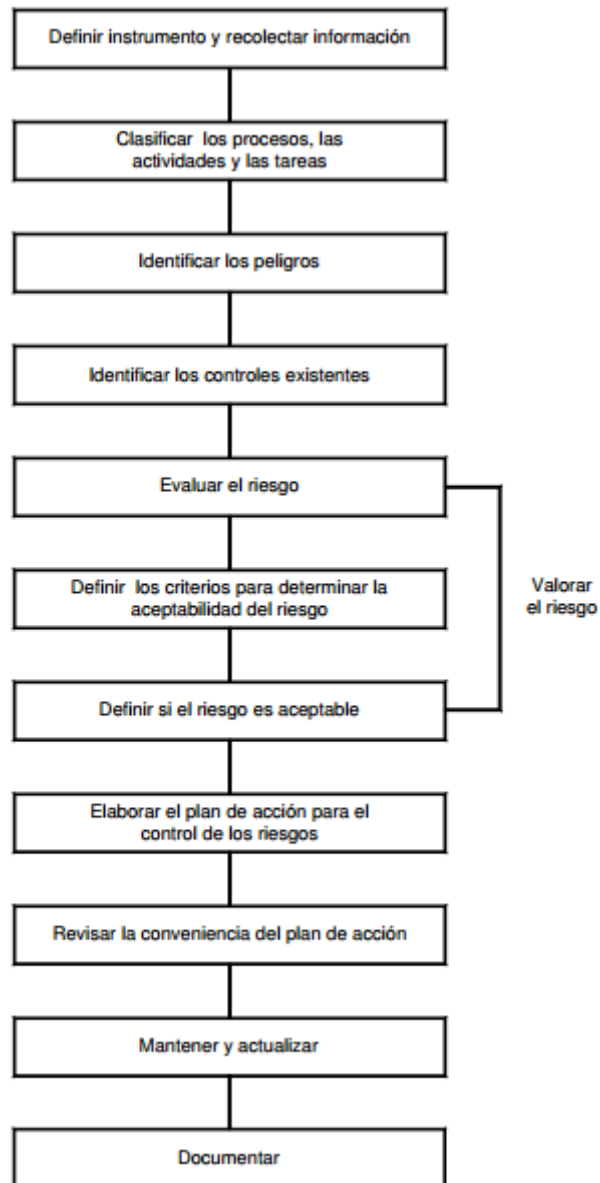 Definir instrumento y recolectar información
Clasificar los procesos, las
actividades y las tareas
Identificar los peligros
Identificar los controles existentes
Evaluar el riesgo
Definir los criterios para determinar la
aceptabilidad del riesgo
Valorar
el riesgo
Definir si el riesgo es aceptable
Elaborar el plan de acción para el
control de los riesgos
Revisar la conveniencia del plan de acción
Mantener y actualizar
Documentar